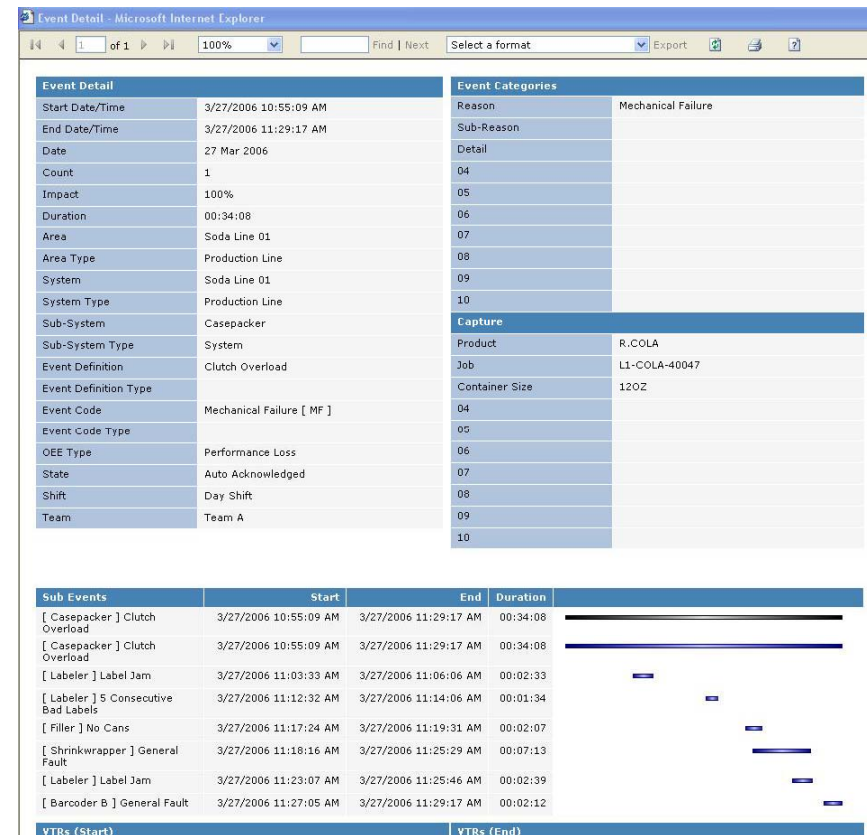 Event Detail - Microsoft Internet Explorer
1 of 1 100% Find | Next Select a format Export
Event Detail
Start Date/Time 3/27/2006 10:55:09 AM
End Date/Time 3/27/2006 11:29:17 AM
Date 27 Mar 2006
Count 1
Impact 100%
Duration 00:34:08
Area Soda Line 01
Area Type Production Line
System Soda Line 01
System Type Production Line
Sub-System Casepacker
Sub-System Type System
Event Definition Clutch Overload
Event Definition Type
Event Code Mechanical Failure [ MF ]
Event Code Type
OEE Type Performance Loss
State Auto Acknowledged
Shift Day Shift
Team Team A
Event Categories
Reason Mechanical Failure
Sub-Reason
Detail
04
05
06
07
08
09
10
Capture
Product R.COLA
Job L1-COLA-40047
Container Size 12OZ
04
05
06
07
08
09
10
Sub Events Start End Duration
[ Casepacker ] Clutch 3/27/2006 10:55:09 AM 3/27/2006 11:29:17 AM 00:34:08
Overload
[ Casepacker ] Clutch 3/27/2006 10:55:09 AM 3/27/2006 11:29:17 AM 00:34:08
Overload
[ Labeler ] Label Jam 3/27/2006 11:03:33 AM 3/27/2006 11:06:06 AM 00:02:33
[ Labeler ] 5 Consecutive 3/27/2006 11:12:32 AM 3/27/2006 11:14:06 AM 00:01:34
Bad Labels
[ Filler ] No Cans 3/27/2006 11:17:24 AM 3/27/2006 11:19:31 AM 00:02:07
[ Shrinkwrapper ] General 3/27/2006 11:18:16 AM 3/27/2006 11:25:29 AM 00:07:13
Fault
[ Labeler ] Label Jam 3/27/2006 11:23:07 AM 3/27/2006 11:25:46 AM 00:02:39
[ Barcoder B ] General Fault 3/27/2006 11:27:05 AM 3/27/2006 11:29:17 AM 00:02:12
VTRs (Start) VTRs (End)